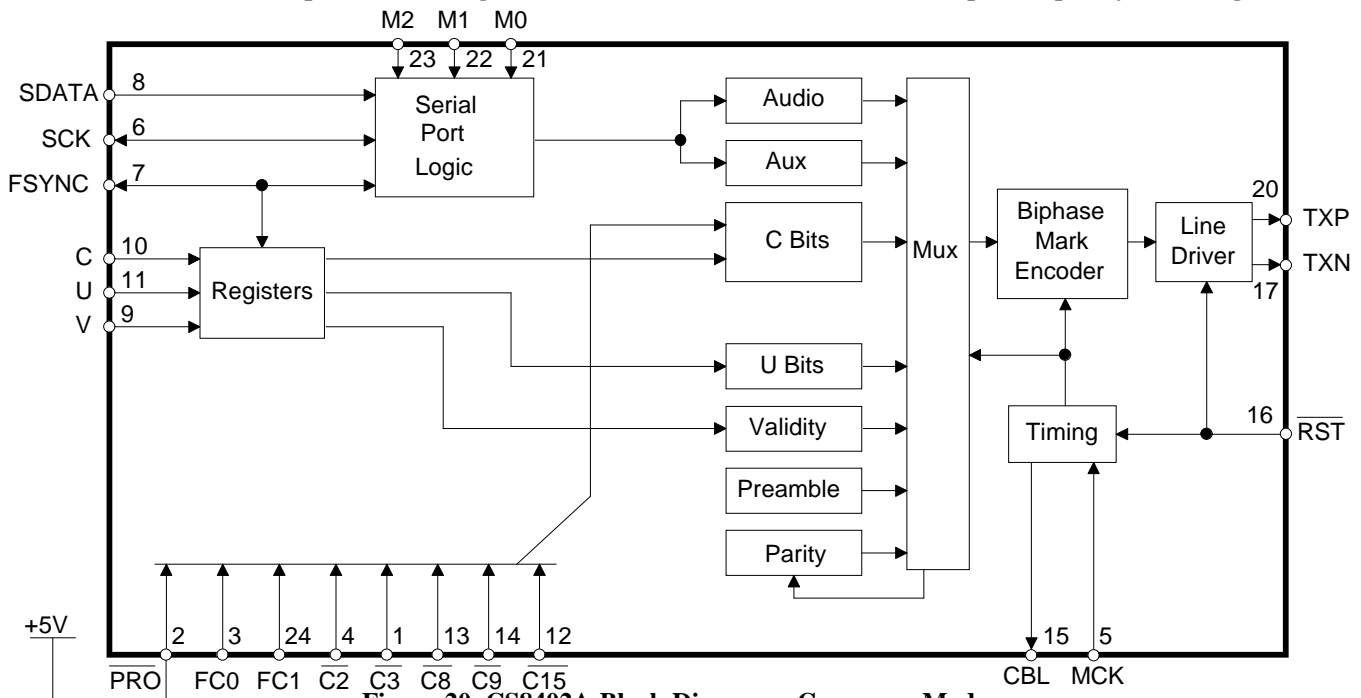 M2 M1 M0
23 22 21
SDATA 8
SCK 6
FSYNC 7
Serial
Port
Logic
Audio
Aux
C Bits
Mux
Biphase
Mark
Encoder
Line
Driver
20 TXP
TXN
17
C 10
U 11
V 9
Registers
U Bits
Validity
Preamble
Parity
Timing
16 RST
+5V
2 3 24 4 1 13 14 12 15 5
PRO FC0 FC1 C2 C3 C8 C9 C15 CBL MCK